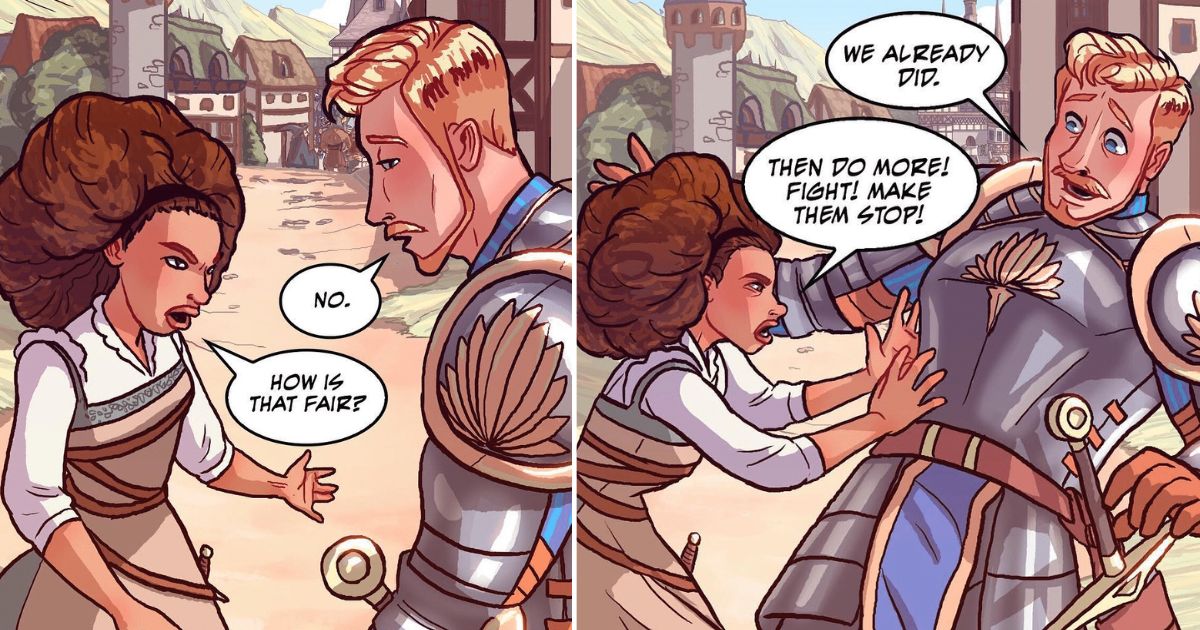 NO.
HOW IS
THAT FAIR?
WE ALREADY
DID.
THEN DO MORE!
FIGHT! MAKE
THEM STOP!